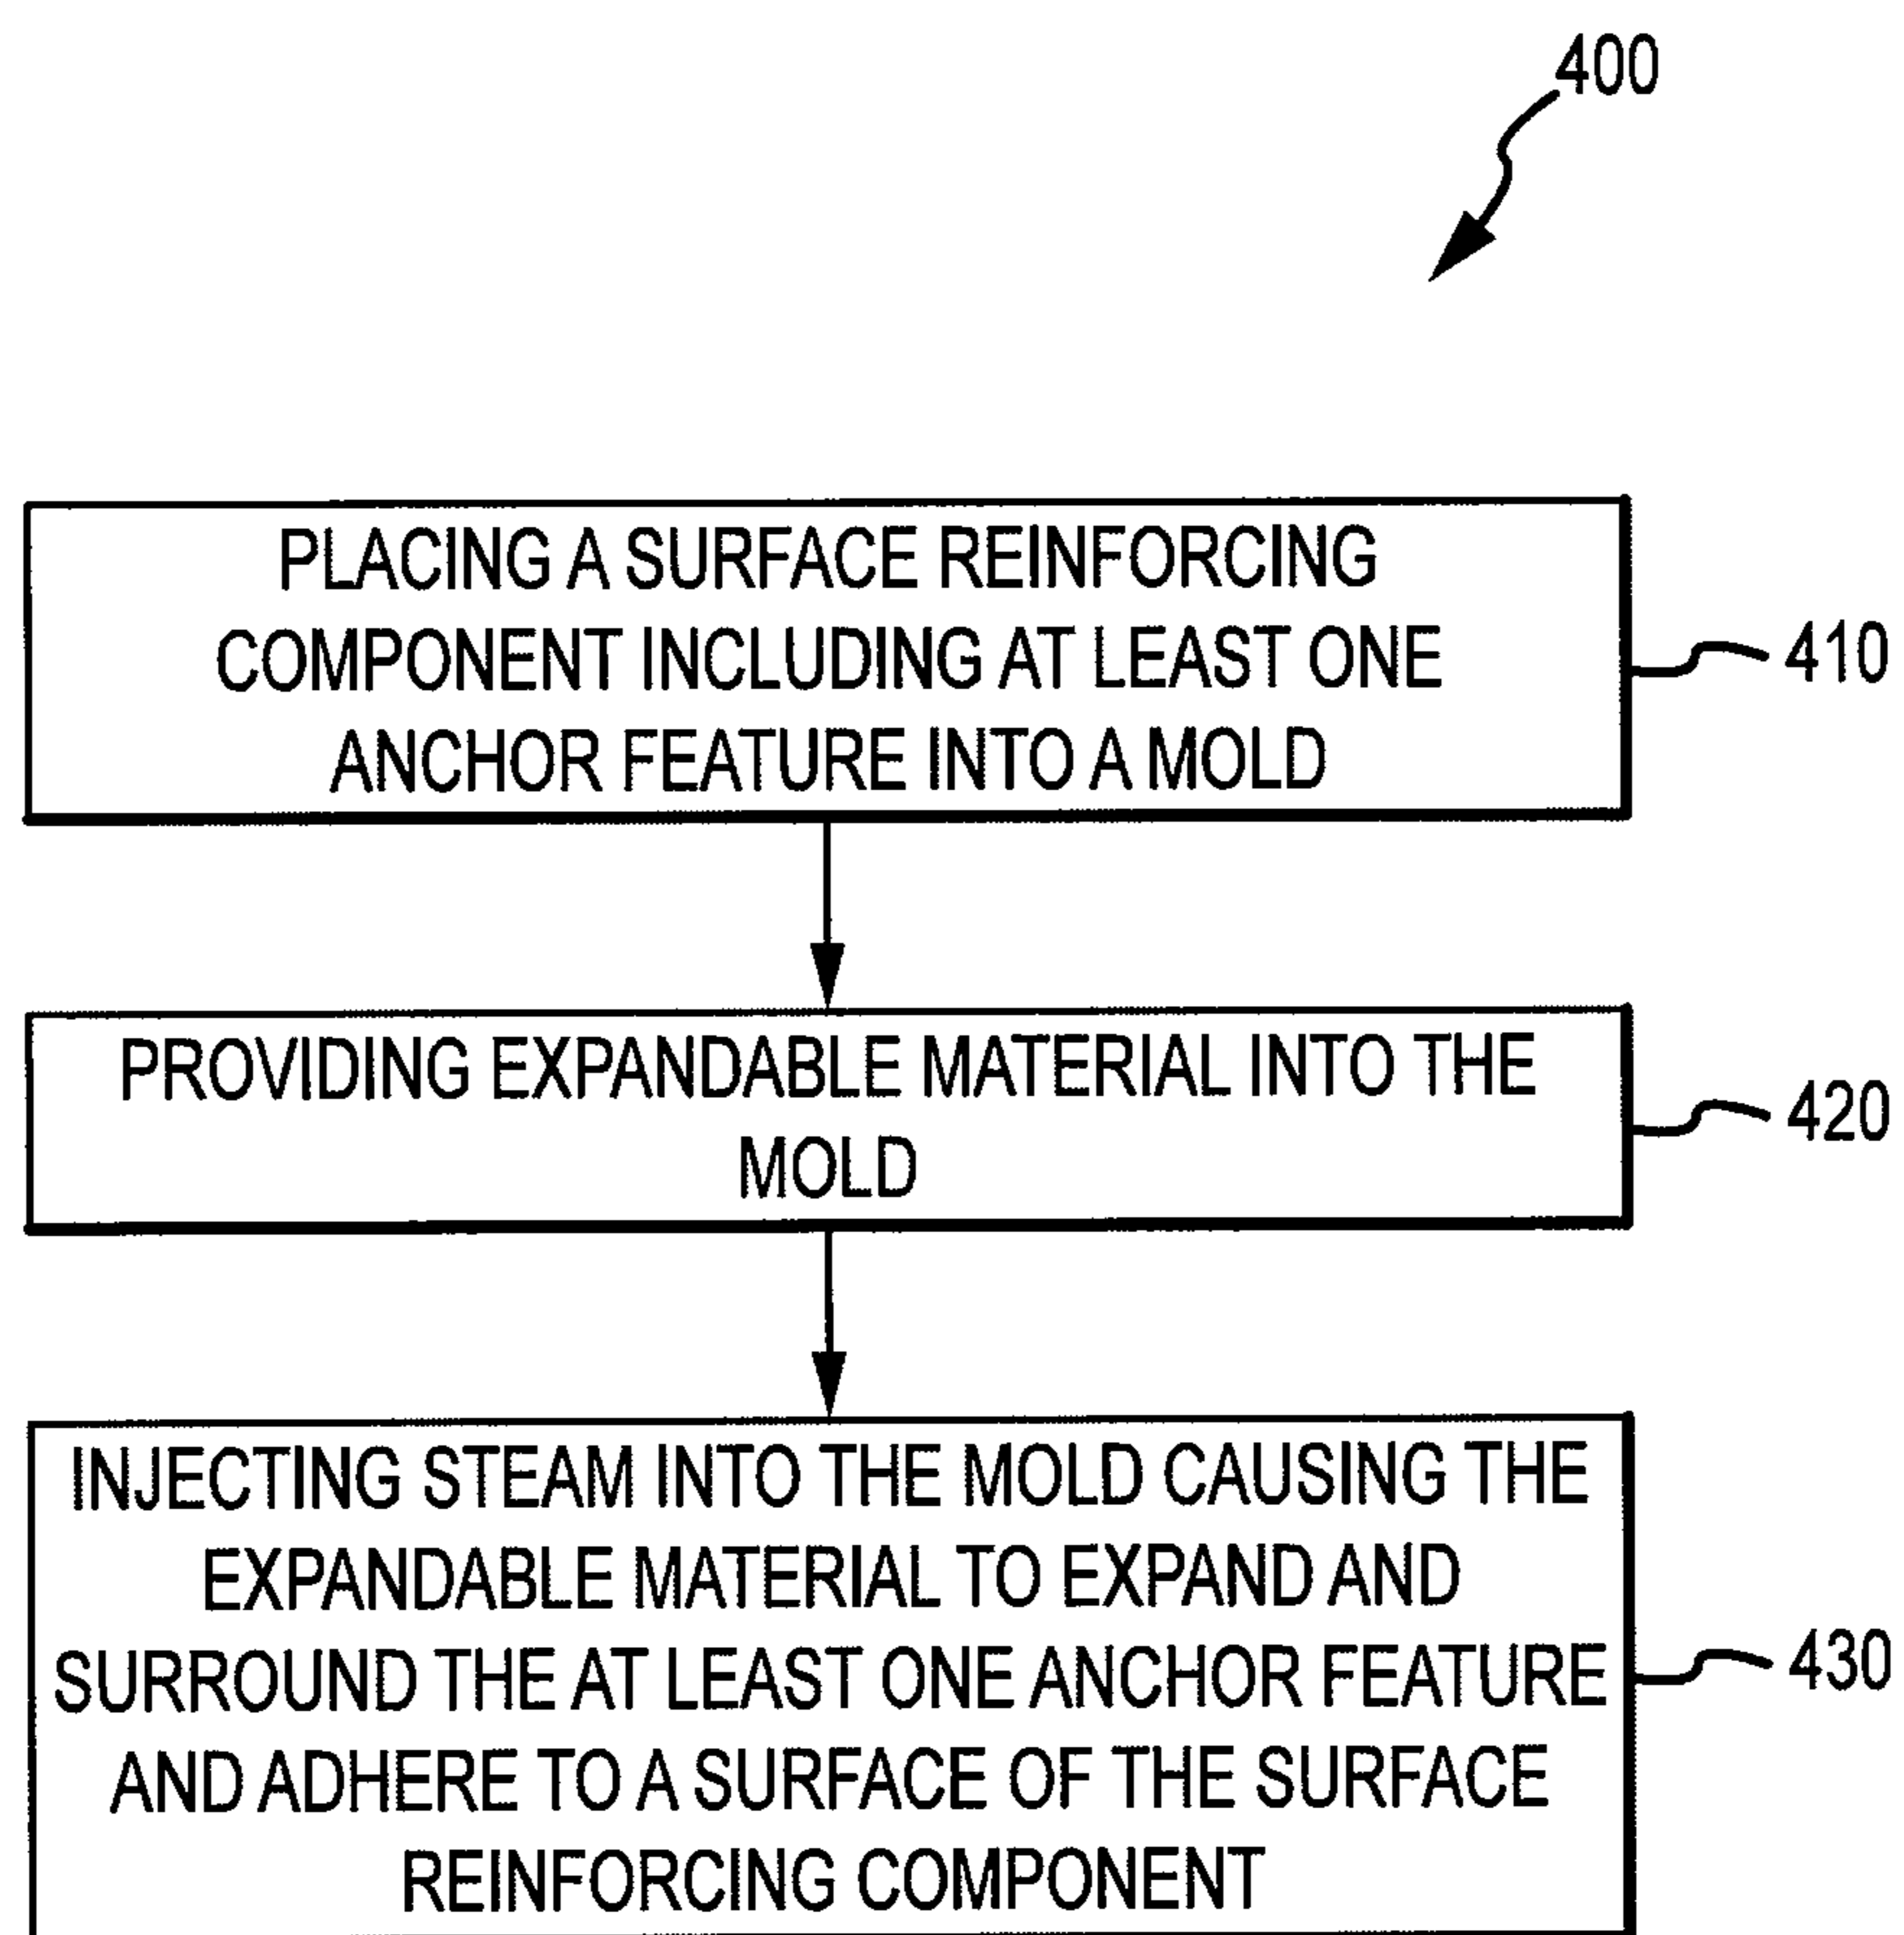 400
PLACING A SURFACE REINFORCING
COMPONENT INCLUDING AT LEAST ONE
ANCHOR FEATURE INTO A MOLD
410
PROVIDING EXPANDABLE MATERIAL INTO THE
MOLD
420
INJECTING STEAM INTO THE MOLD CAUSING THE
EXPANDABLE MATERIAL TO EXPAND AND
SURROUND THE AT LEAST ONE ANCHOR FEATURE
AND ADHERE TO A SURFACE OF THE SURFACE
REINFORCING COMPONENT
430